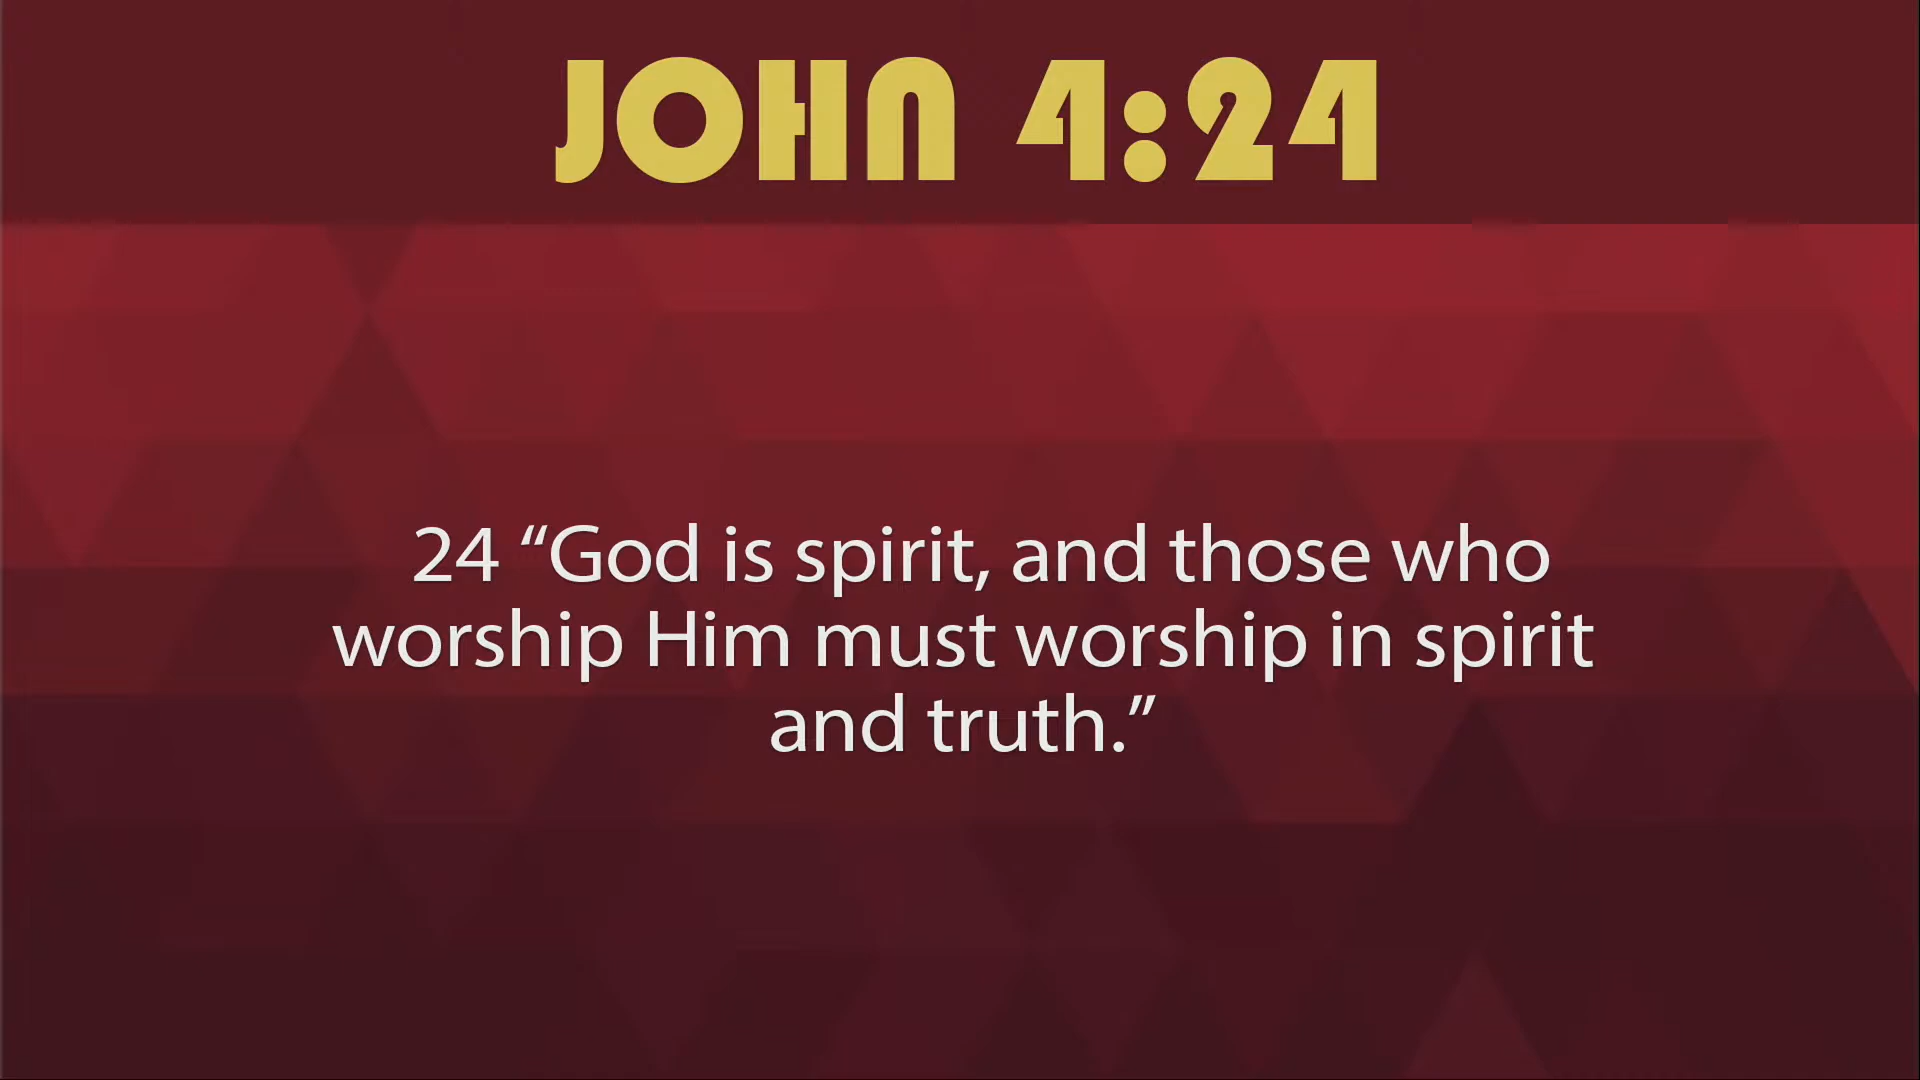 JOHN 4:24
24 “God is spirit, and those who
worship Him must worship in spirit
and truth.”